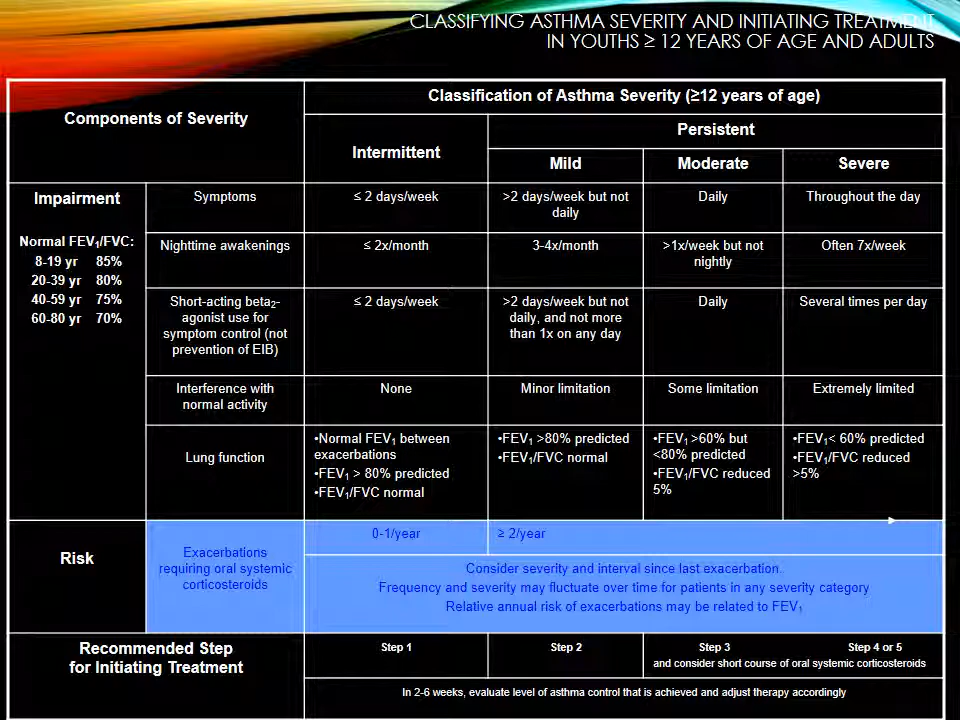 CLASSIFYING ASTHMA SEVERITY AND INITIATING TREATMENT
IN YOUTHS ≥ 12 YEARS OF AGE AND ADULTS
Components of Severity
Classification of Asthma Severity (≥12 years of age)
Intermittent
Persistent
Mild
Moderate
Severe
Impairment
Normal FEV₁/FVC:
8-19 yr 85%
20-39 yr 80%
40-59 yr 75%
60-80 yr 70%
Symptoms
≤ 2 days/week
>2 days/week but not
daily
Daily
Throughout the day
Nighttime awakenings
≤ 2x/month
3-4x/month
>1x/week but not
nightly
Often 7x/week
Short-acting beta₂-
agonist use for
symptom control (not
prevention of EIB)
≤ 2 days/week
>2 days/week but not
daily, and not more
than 1x on any day
Daily
Several times per day
Interference with
normal activity
None
Minor limitation
Some limitation
Extremely limited
Lung function
•Normal FEV₁ between
exacerbations
•FEV₁ > 80% predicted
•FEV₁/FVC normal
•FEV₁ >80% predicted
•FEV₁/FVC normal
•FEV₁ >60% but
<80% predicted
•FEV₁/FVC reduced
5%
•FEV₁< 60% predicted
•FEV₁/FVC reduced
>5%
Risk
Exacerbations
requiring oral systemic
corticosteroids
0-1/year
≥ 2/year
Consider severity and interval since last exacerbation.
Frequency and severity may fluctuate over time for patients in any severity category
Relative annual risk of exacerbations may be related to FEV₁
Recommended Step
for Initiating Treatment
Step 1
Step 2
Step 3
Step 4 or 5
and consider short course of oral systemic corticosteroids
In 2-6 weeks, evaluate level of asthma control that is achieved and adjust therapy accordingly